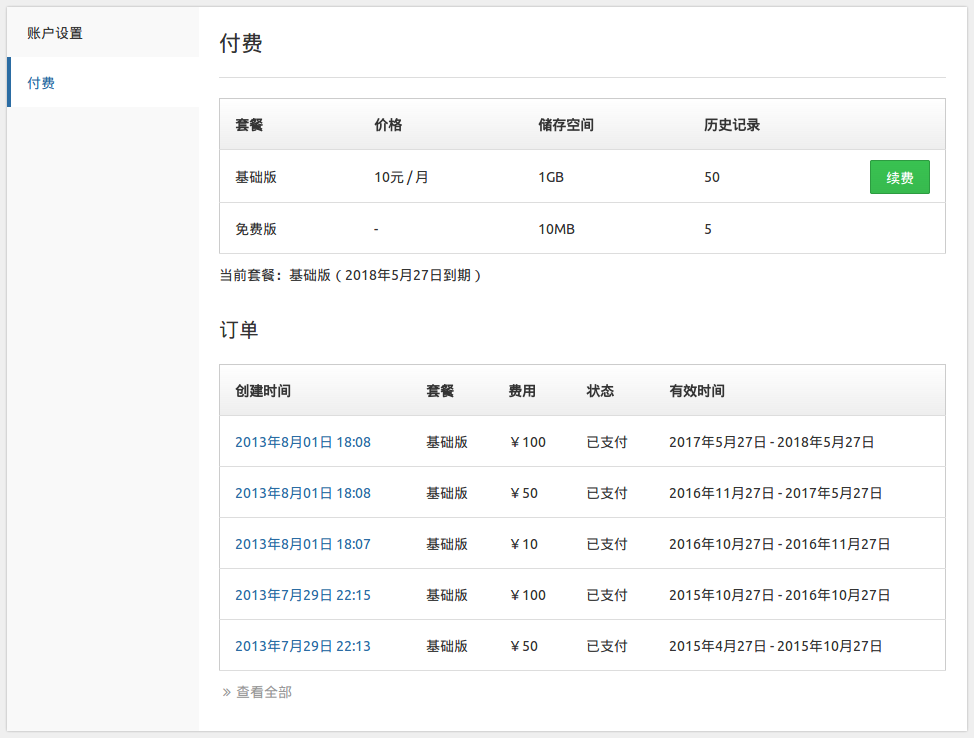 账户设置
付费
付费
套餐 价格 储存空间 历史记录
基础版 10元 / 月 1GB 50 续费
免费版 - 10MB 5
当前套餐：基础版（2018年5月27日到期）
订单
创建时间 套餐 费用 状态 有效时间
2013年8月01日 18:08 基础版 ￥100 已支付 2017年5月27日 - 2018年5月27日
2013年8月01日 18:08 基础版 ￥50 已支付 2016年11月27日 - 2017年5月27日
2013年8月01日 18:07 基础版 ￥10 已支付 2016年10月27日 - 2016年11月27日
2013年7月29日 22:15 基础版 ￥100 已支付 2015年10月27日 - 2016年10月27日
2013年7月29日 22:13 基础版 ￥50 已支付 2015年4月27日 - 2015年10月27日
» 查看全部